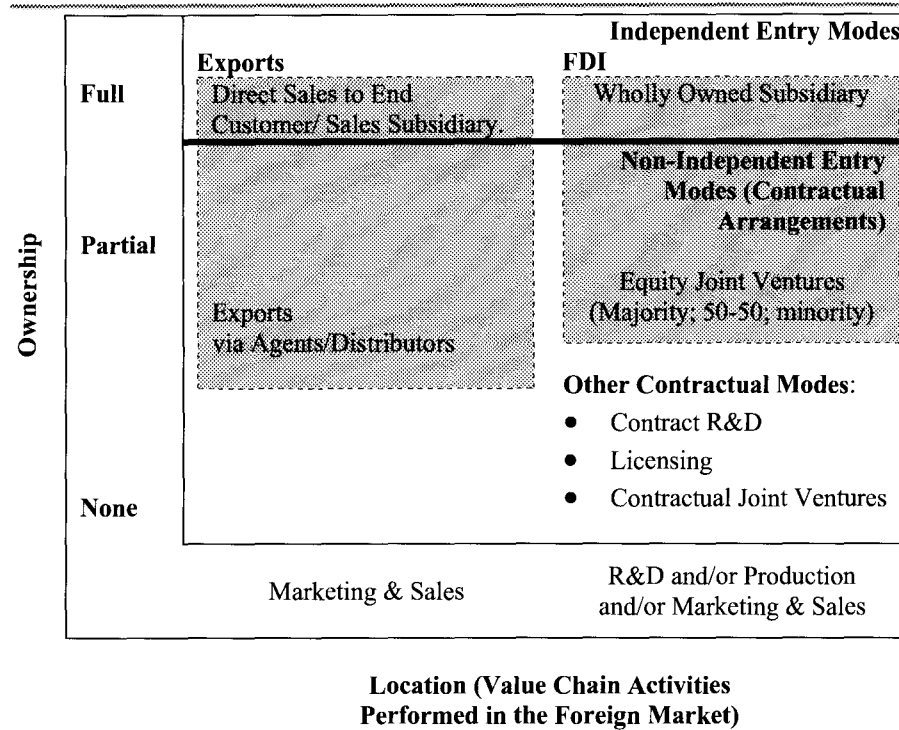 Independent Entry Modes
Exports
FDI
Full
Direct Sales to End
Customer/ Sales Subsidiary.
Wholly Owned Subsidiary
Non-Independent Entry
Modes (Contractual
Arrangements)
Ownership
Partial
Equity Joint Ventures
(Majority; 50-50; minority)
Exports
via Agents/Distributors
Other Contractual Modes:
● Contract R&D
● Licensing
● Contractual Joint Ventures
None
Marketing & Sales
R&D and/or Production
and/or Marketing & Sales
Location (Value Chain Activities
Performed in the Foreign Market)